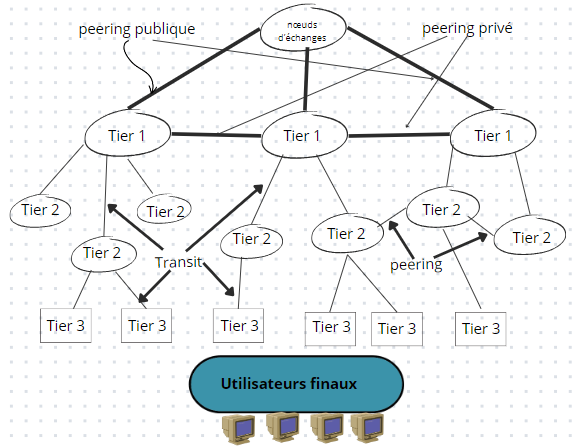 peering publique
nœuds
d'échanges
peering privé
Tier 1
Tier 1
Tier 1
Tier 2
Tier 2
Tier 2
Tier 2
Tier 2
Tier 2
Tier 2
Transit
peering
Tier 3
Tier 3
Tier 3
Tier 3
Tier 3
Tier 3
Utilisateurs finaux